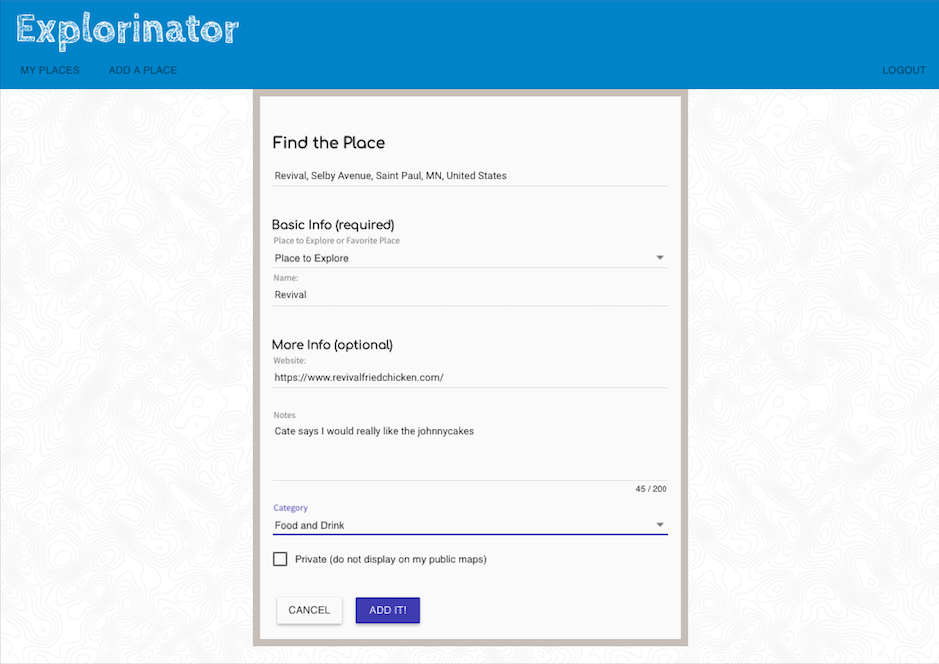 Explorinator
MY PLACES ADD A PLACE LOGOUT
Find the Place
Revival, Selby Avenue, Saint Paul, MN, United States
Basic Info (required)
Place to Explore or Favorite Place
Place to Explore
Name:
Revival
More Info (optional)
Website:
https://www.revivalfriedchicken.com/
Notes
Cate says I would really like the johnnycakes
45 / 200
Category
Food and Drink
Private (do not display on my public maps)
CANCEL ADD IT!